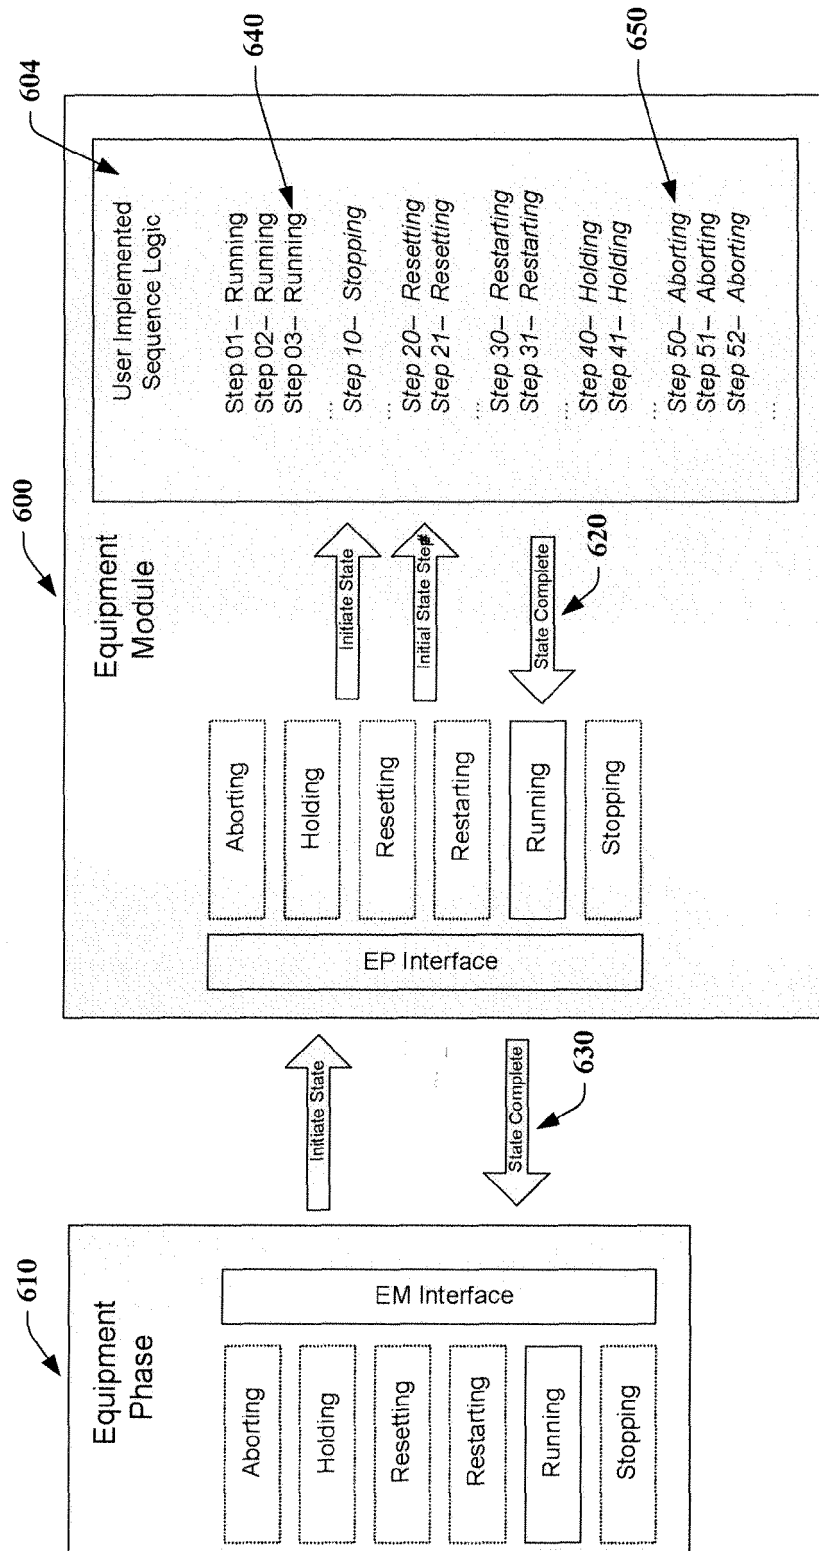 610
Equipment
Phase
Aborting
Holding
Resetting
Restarting
Running
Stopping
EM Interface
Initiate State
State Complete
630
600
Equipment
Module
EP Interface
Aborting
Holding
Resetting
Restarting
Running
Stopping
Initiate State
Initial State Step#
State Complete
620
604
User Implemented
Sequence Logic
Step 01– Running
Step 02– Running
Step 03– Running
...
Step 10– Stopping
...
Step 20– Resetting
Step 21– Resetting
...
Step 30– Restarting
Step 31– Restarting
...
Step 40– Holding
Step 41– Holding
...
Step 50– Aborting
Step 51– Aborting
Step 52– Aborting
...
640
650